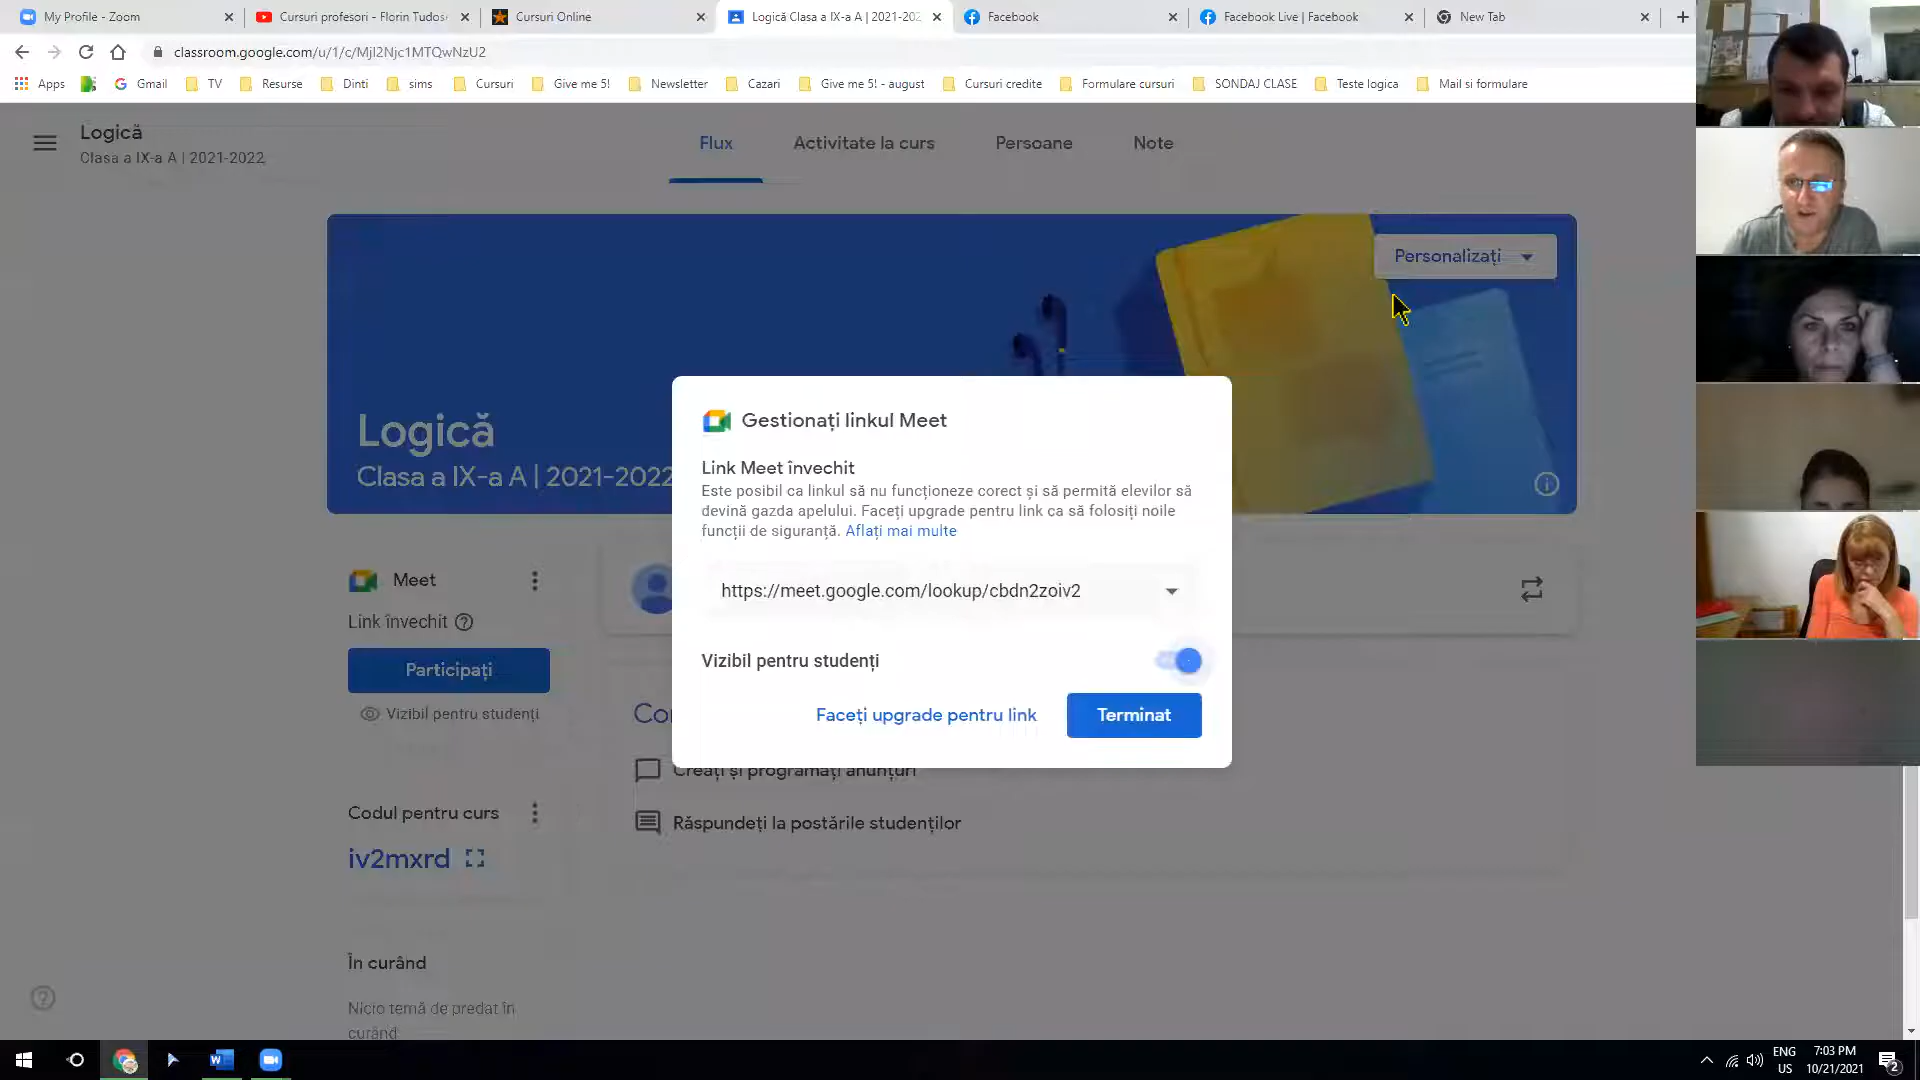 My Profile - Zoom
Cursuri profesori - Florin Tudos
Cursuri Online
Logică Clasa a IX-a A | 2021-202
Facebook
Facebook Live | Facebook
New Tab
classroom.google.com/u/1/c/MjI2Njc1MTQwNzU2
Apps
Gmail
TV
Resurse
Dinti
sims
Cursuri
Give me 5!
Newsletter
Cazari
Give me 5! - august
Cursuri credite
Formulare cursuri
SONDAJ CLASE
Teste logica
Mail si formulare
Logică
Clasa a IX-a A | 2021-2022
Flux
Activitate la curs
Persoane
Note
Personalizați
Logică
Clasa a IX-a A | 2021-2022
Gestionați linkul Meet
Link Meet învechit
Este posibil ca linkul să nu funcționeze corect și să permită elevilor să
devină gazda apelului. Faceți upgrade pentru link ca să folosiți noile
funcții de siguranță. Aflați mai multe
https://meet.google.com/lookup/cbdn2zoiv2
Vizibil pentru studenți
Faceți upgrade pentru link
Terminat
Meet
Link învechit
Participați
Vizibil pentru studenți
Co
Creați și programați anunțuri
Codul pentru curs
Răspundeți la postările studenților
iv2mxrd
În curând
Nicio temă de predat în
curând
ENG
US
7:03 PM
10/21/2021
2